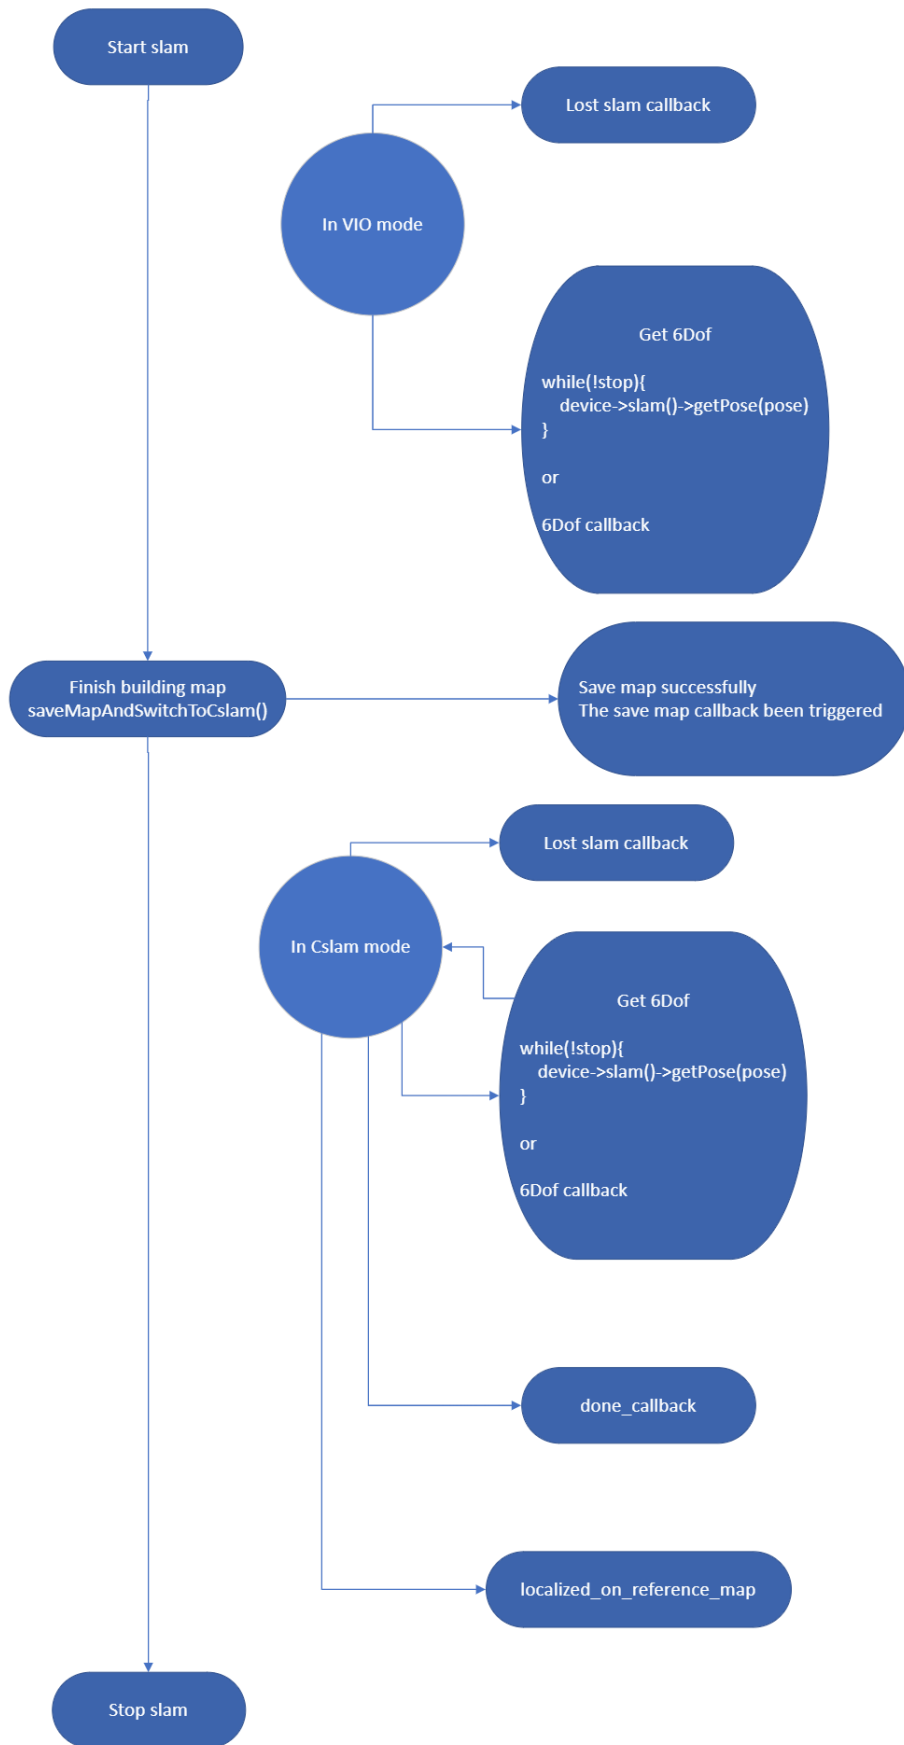 Start slam
Lost slam callback
In VIO mode
Get 6Dof
while(!stop){
device->slam()->getPose(pose)
}
or
6Dof callback
Finish building map
saveMapAndSwitchToCslam()
Save map successfully
The save map callback been triggered
Lost slam callback
In Cslam mode
Get 6Dof
while(!stop){
device->slam()->getPose(pose)
}
or
6Dof callback
done_callback
localized_on_reference_map
Stop slam